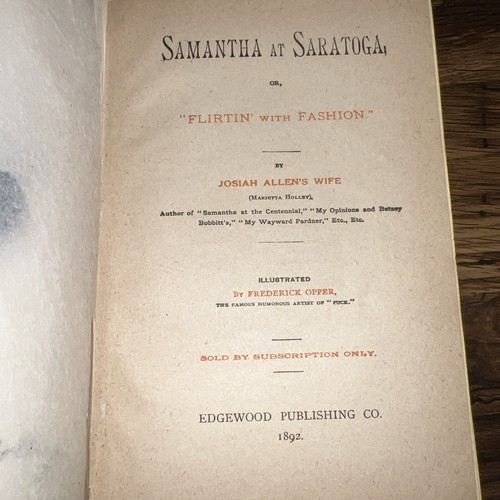 SAMANTHA AT SARATOGA,
OR,
"FLIRTIN' WITH FASHION."
BY
JOSIAH ALLEN'S WIFE
(MARIETTA HOLLEY),
Author of "Samantha at the Centennial," "My Opinions and Betsey
Bobbitt's," "My Wayward Pardner," Etc., Etc.
ILLUSTRATED
BY FREDERICK OPPER,
THE FAMOUS HUMOROUS ARTIST OF "PUCK."
SOLD BY SUBSCRIPTION ONLY.
EDGEWOOD PUBLISHING CO.
1892.